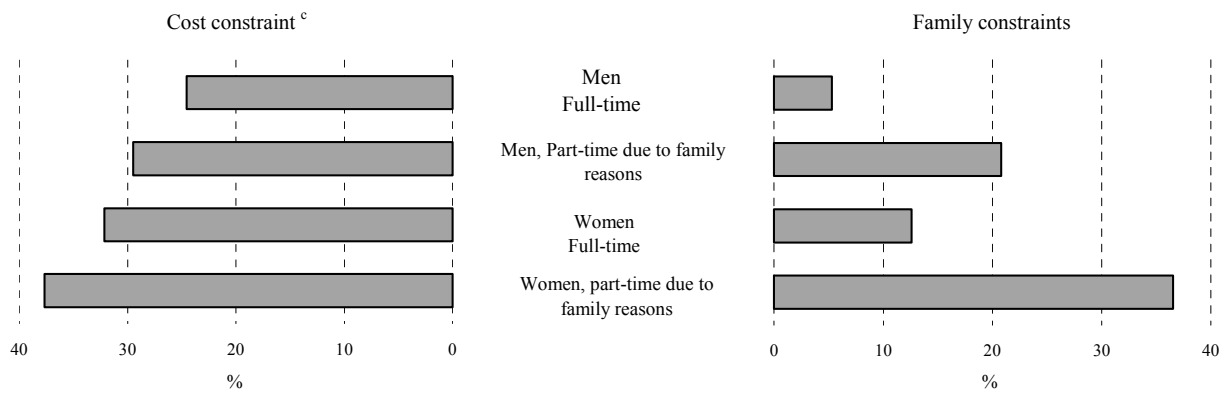 Cost constraint c
Family constraints
Men
Full-time
Men, Part-time due to family
reasons
Women
Full-time
Women, part-time due to
family reasons
40 30 20 10 0
0 10 20 30 40
%
%